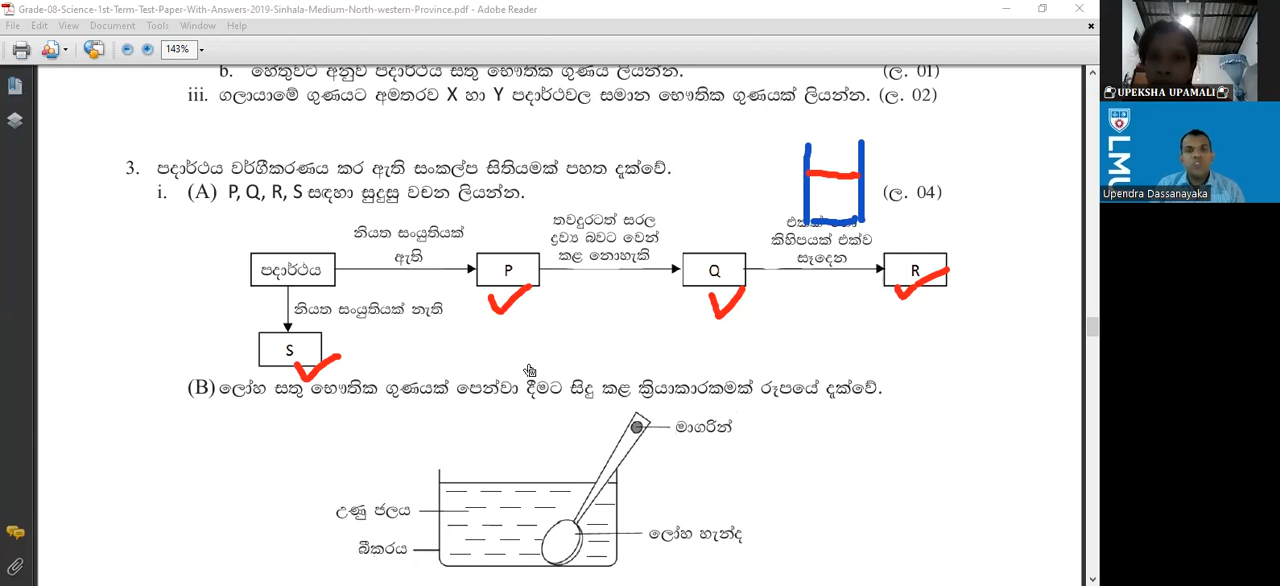 Grade-08-Science-1st-Term-Test-Paper-With-Answers-2019-Sinhala-Medium-North-western-Province.pdf - Adobe Reader
File Edit View Document Tools Window Help
143%
b. හේතුවට අනුව පදාර්ථය සතු භෞතික ගුණය ලියන්න. (ල. 01)
iii. ගලායාමේ ගුණයට අමතරව X හා Y පදාර්ථවල සමාන භෞතික ගුණයක් ලියන්න. (ල. 02)
3. පදාර්ථය වර්ගීකරණය කර ඇති සංකල්ප සිතියමක් පහත දැක්වේ.
i. (A) P, Q, R, S සඳහා සුදුසු වචන ලියන්න. (ල. 04)
නියත සංයුතියක්
ඇති
තවදුරටත් සරල
ද්‍රව්‍ය බවට වෙන්
කළ නොහැකි
කිහිපයක් එක්ව
සෑදෙන
පදාර්ථය
P
Q
R
නියත සංයුතියක් නැති
S
(B) ලෝහ සතු භෞතික ගුණයක් පෙන්වා දීමට සිදු කළ ක්‍රියාකාරකමක් රූපයේ දැක්වේ.
මාගරින්
උණු ජලය
ලෝහ හැන්ද
බීකරය
UPEKSHA UPAMALI
LMU
Upendra Dassanayaka